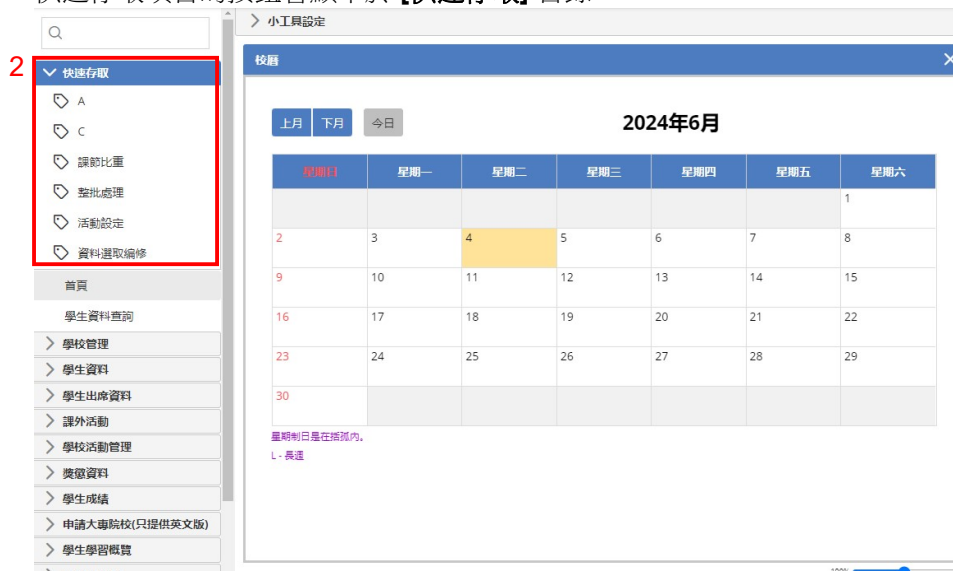 2
快速存取
A
C
課節比重
整批處理
活動設定
資料選取編修
首頁
學生資料查詢
學校管理
學生資料
學生出席資料
課外活動
學校活動管理
獎懲資料
學生成績
申請大專院校(只提供英文版)
學生學習概覽
小工具設定
校曆
上月 下月 今日 2024年6月
星期日 星期一 星期二 星期三 星期四 星期五 星期六
1
2 3 4 5 6 7 8
9 10 11 12 13 14 15
16 17 18 19 20 21 22
23 24 25 26 27 28 29
30
星期制日是在括弧內。
L - 長週